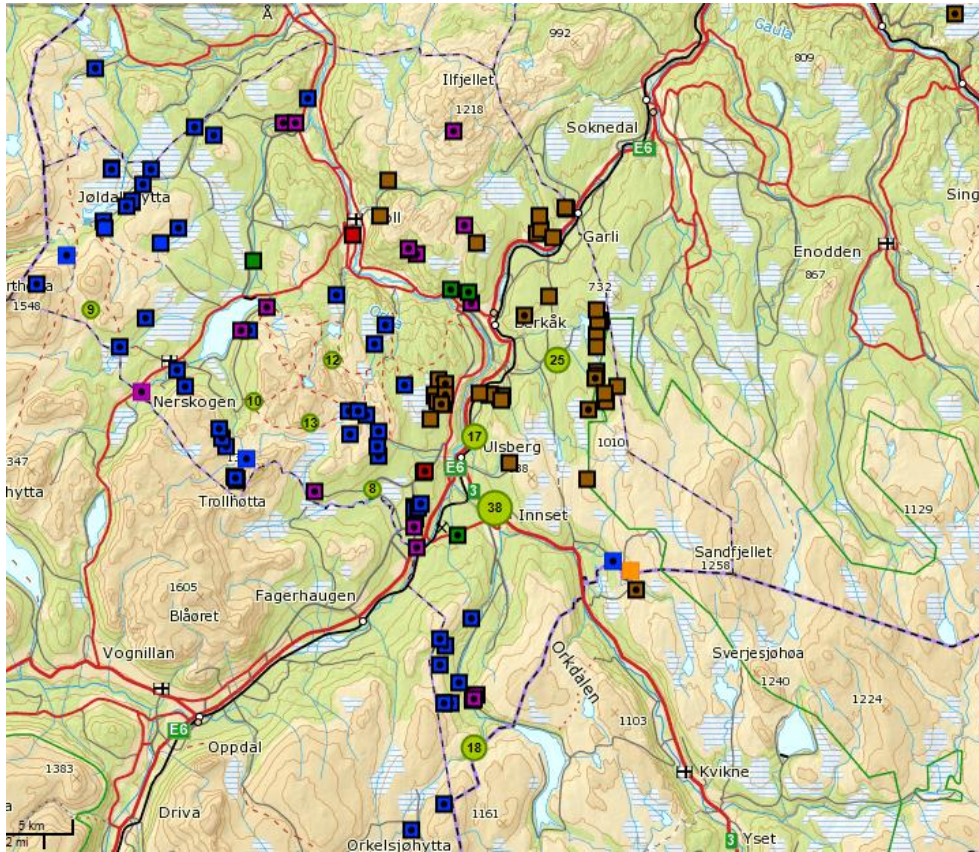 Å
992
Gaula
809
Ilfjellet
1218
Soknedal
E6
Jøldalshytta
Garli
Enodden
867
1548
732
Berkåk
9
12
25
10
Nerskogen
13
17
Ulsberg
1010
347
hytta
Trollhøtta
8
E6
3
38
Innset
1129
Sandfjellet
1258
1605
Fagerhaugen
Blåøret
Vognillan
Orkdalen
Sverjesjøhøa
1240
1224
1103
E6
Oppdal
18
1383
Kvikne
Driva
1161
5 km
2 mi
Orkelsjøhytta
3
Yset